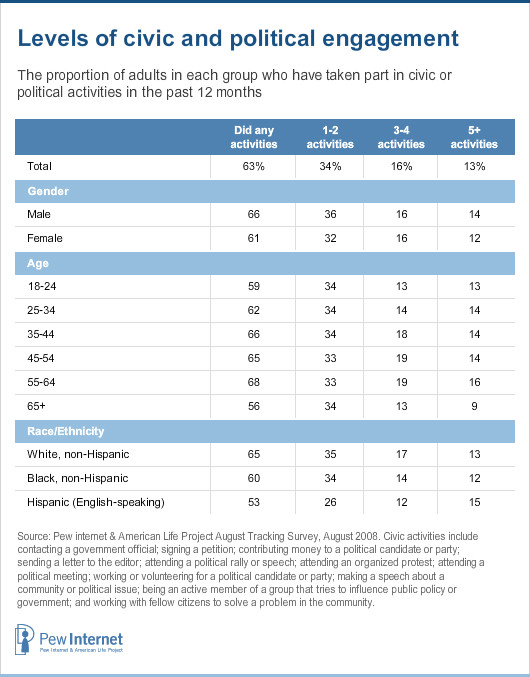 Levels of civic and political engagement
The proportion of adults in each group who have taken part in civic or
political activities in the past 12 months
Did any activities 1-2 activities 3-4 activities 5+ activities
Total 63% 34% 16% 13%
Gender
Male 66 36 16 14
Female 61 32 16 12
Age
18-24 59 34 13 13
25-34 62 34 14 14
35-44 66 34 18 14
45-54 65 33 19 14
55-64 68 33 19 16
65+ 56 34 13 9
Race/Ethnicity
White, non-Hispanic 65 35 17 13
Black, non-Hispanic 60 34 14 12
Hispanic (English-speaking) 53 26 12 15
Source: Pew internet & American Life Project August Tracking Survey, August 2008. Civic activities include
contacting a government official; signing a petition; contributing money to a political candidate or party;
sending a letter to the editor; attending a political rally or speech; attending an organized protest; attending a
political meeting; working or volunteering for a political candidate or party; making a speech about a
community or political issue; being an active member of a group that tries to influence public policy or
government; and working with fellow citizens to solve a problem in the community.
Pew Internet
Pew Internet & American Life Project